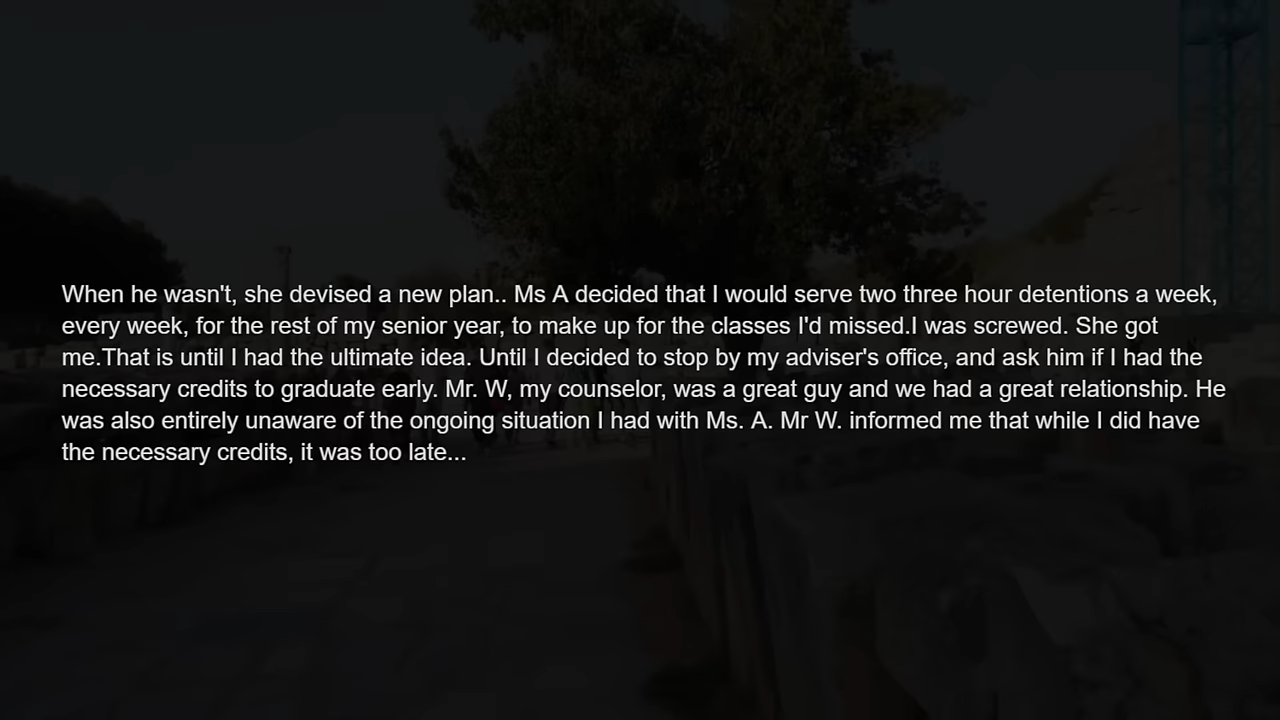 When he wasn't, she devised a new plan.. Ms A decided that I would serve two three hour detentions a week,
every week, for the rest of my senior year, to make up for the classes I'd missed.I was screwed. She got
me.That is until I had the ultimate idea. Until I decided to stop by my adviser's office, and ask him if I had the
necessary credits to graduate early. Mr. W, my counselor, was a great guy and we had a great relationship. He
was also entirely unaware of the ongoing situation I had with Ms. A. Mr W. informed me that while I did have
the necessary credits, it was too late...